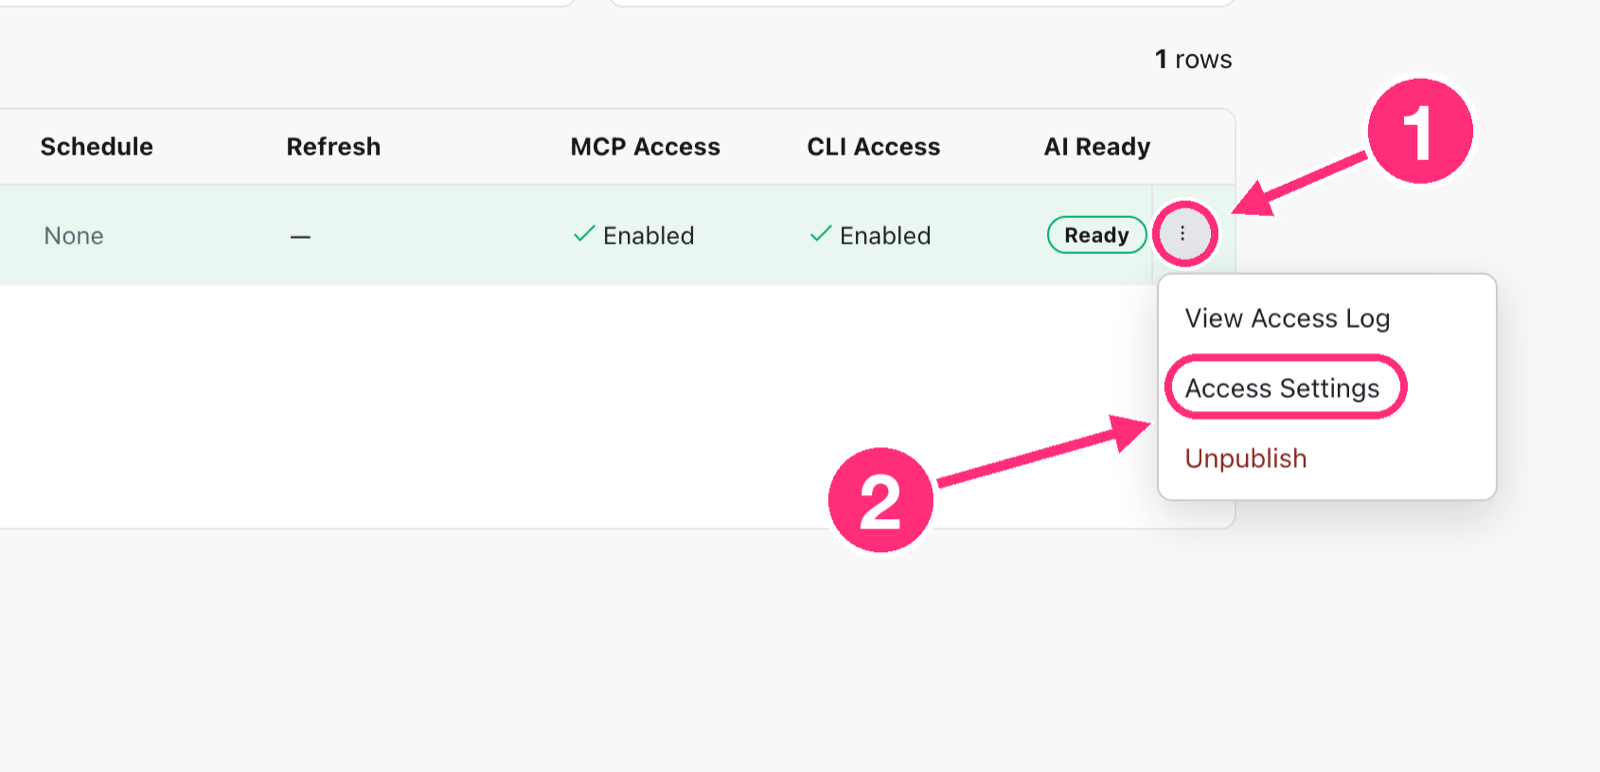 1 rows
1
Schedule Refresh MCP Access CLI Access AI Ready
None — Enabled Enabled Ready
View Access Log
Access Settings
Unpublish
2